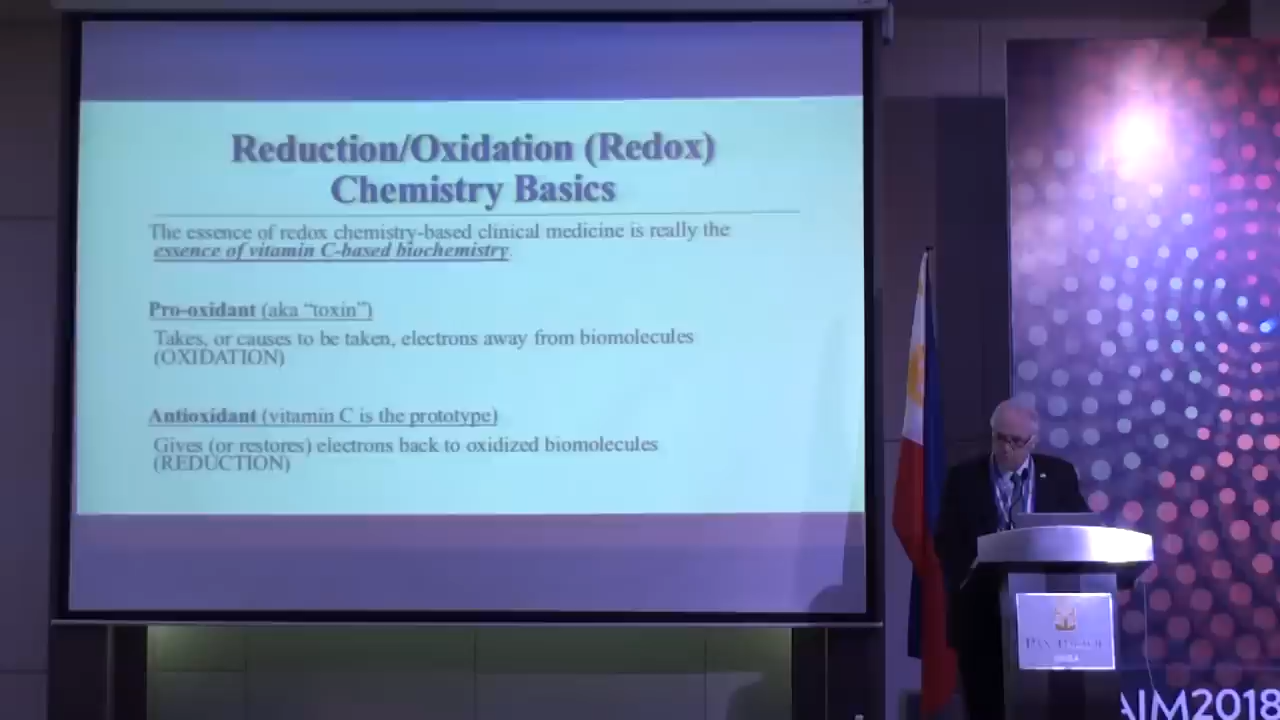 Reduction/Oxidation (Redox)
Chemistry Basics
The essence of redox chemistry-based clinical medicine is really the
essence of vitamin C-based biochemistry.
Pro-oxidant (aka “toxin”)
Takes, or causes to be taken, electrons away from biomolecules
(OXIDATION)
Antioxidant (vitamin C is the prototype)
Gives (or restores) electrons back to oxidized biomolecules
(REDUCTION)
AIM2018